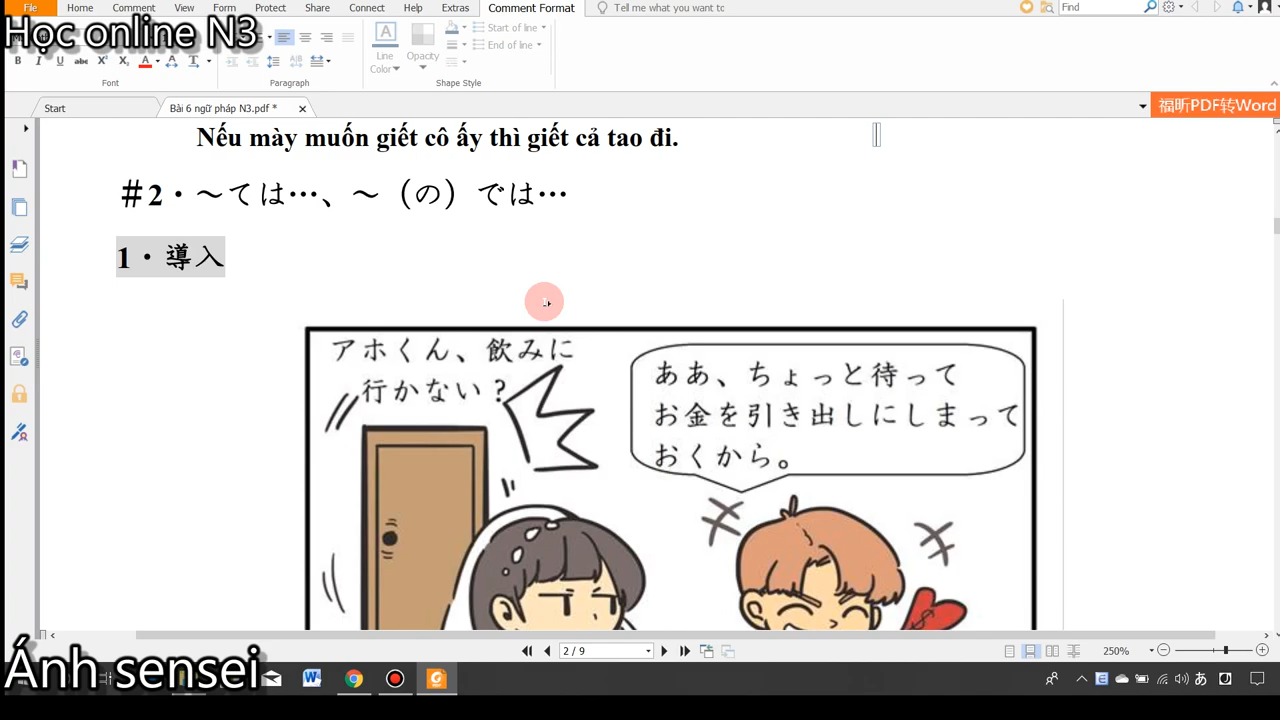 File Home Comment View Form Protect Share Connect Help Extras Comment Format Tell me what you want to Find
Học online N3
Line Color Opacity Start of line End of line
Font Paragraph Shape Style
Start Bài 6 ngữ pháp N3.pdf * 福昕PDF转Word
Nếu mày muốn giết cô ấy thì giết cả tao đi.
#2・~ては…、~(の)では…
1・導入
アホくん、飲みに
行かない?
ああ、ちょっと待って
お金を引き出しにしまって
おくから。
2 / 9 250%
Ánh sensei